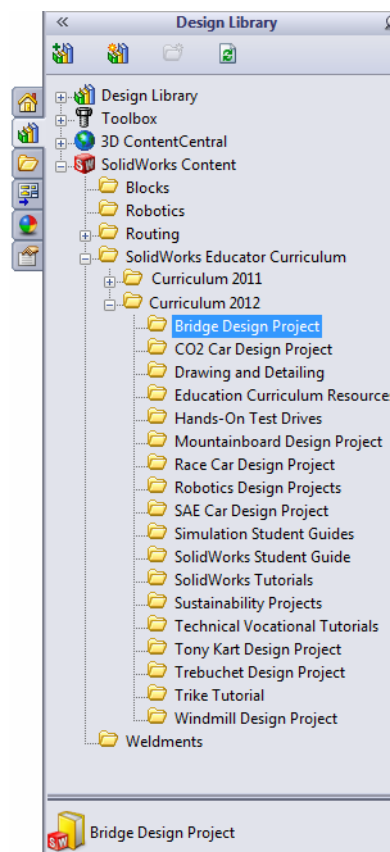 Design Library
Design Library
Toolbox
3D ContentCentral
SolidWorks Content
Blocks
Robotics
Routing
SolidWorks Educator Curriculum
Curriculum 2011
Curriculum 2012
Bridge Design Project
CO2 Car Design Project
Drawing and Detailing
Education Curriculum Resources
Hands-On Test Drives
Mountainboard Design Project
Race Car Design Project
Robotics Design Projects
SAE Car Design Project
Simulation Student Guides
SolidWorks Student Guide
SolidWorks Tutorials
Sustainability Projects
Technical Vocational Tutorials
Tony Kart Design Project
Trebuchet Design Project
Trike Tutorial
Windmill Design Project
Weldments
Bridge Design Project